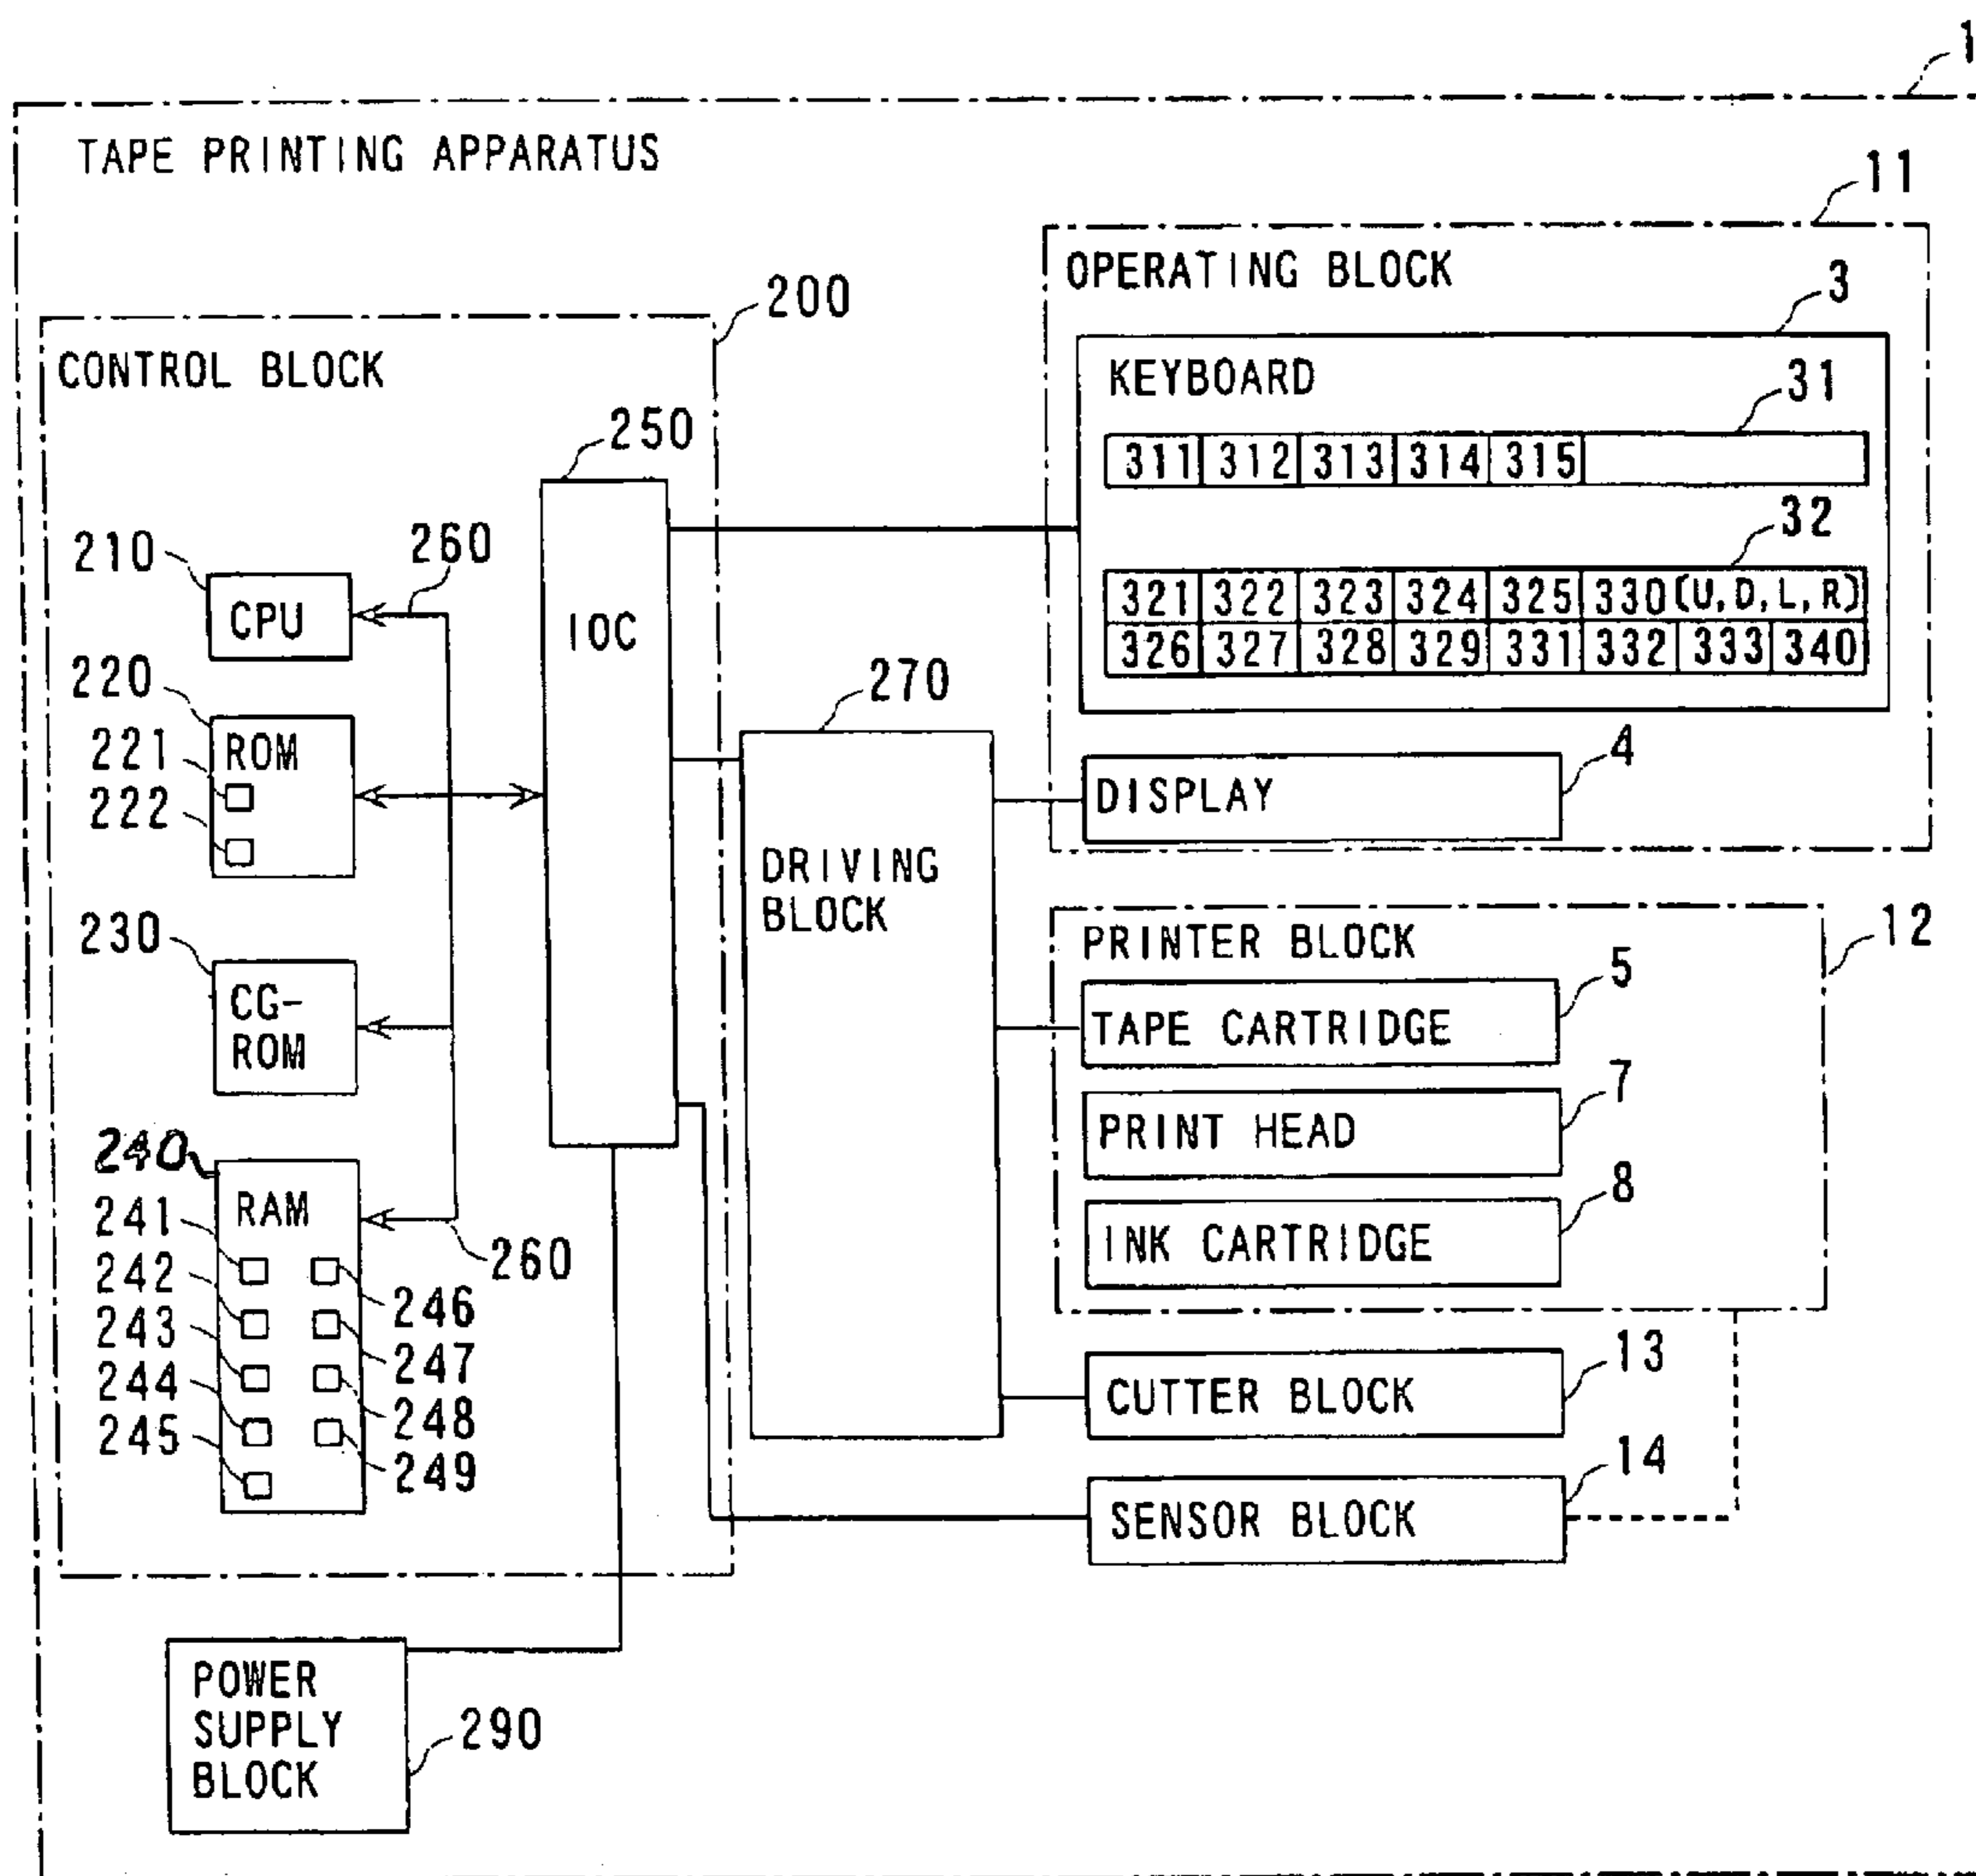 1
TAPE PRINTING APPARATUS
11
OPERATING BLOCK
3
KEYBOARD
31
311 312 313 314 315
32
321 322 323 324 325 330(U,D,L,R)
326 327 328 329 331 332 333 340
4
DISPLAY
200
CONTROL BLOCK
250
IOC
210
CPU
260
220
ROM
221
222
230
CG-
ROM
240
RAM
241
242
243
244
245
246
247
248
249
260
270
DRIVING
BLOCK
12
PRINTER BLOCK
5
TAPE CARTRIDGE
7
PRINT HEAD
8
INK CARTRIDGE
13
CUTTER BLOCK
14
SENSOR BLOCK
POWER
SUPPLY
BLOCK
290